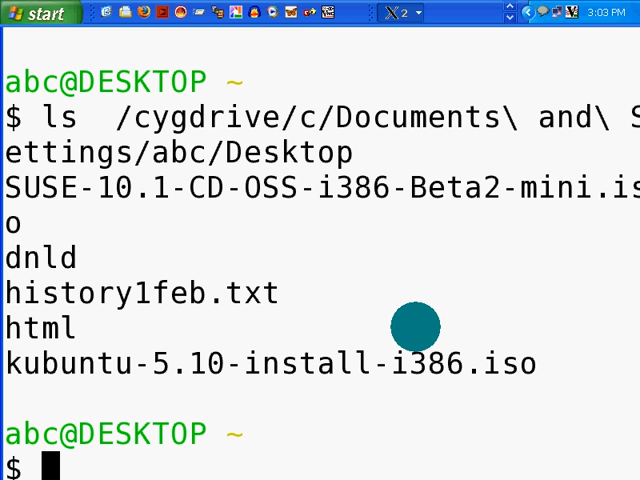 start
X 2
3:03 PM
abc@DESKTOP ~
$ ls  /cygdrive/c/Documents\ and\ S
ettings/abc/Desktop
SUSE-10.1-CD-OSS-i386-Beta2-mini.is
o
dnld
history1feb.txt
html
kubuntu-5.10-install-i386.iso
abc@DESKTOP ~
$